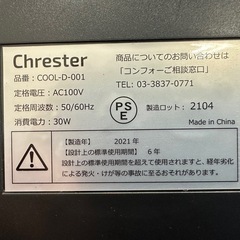 Chrester
品番：COOL-D-001
定格電圧：AC100V
定格周波数：50/60Hz
消費電力：30W
商品についてのお問い合わせは
「コンフォーご相談窓口」
TEL 03-3837-0771
PS
E
製造ロット： 2104
Made in China
【製造年】 2021年
【設計上の標準使用期間】 6年
設計上の標準使用期間を超えて使用されますと、経年劣化
による発火・けが等の事故に至るおそれがあります。